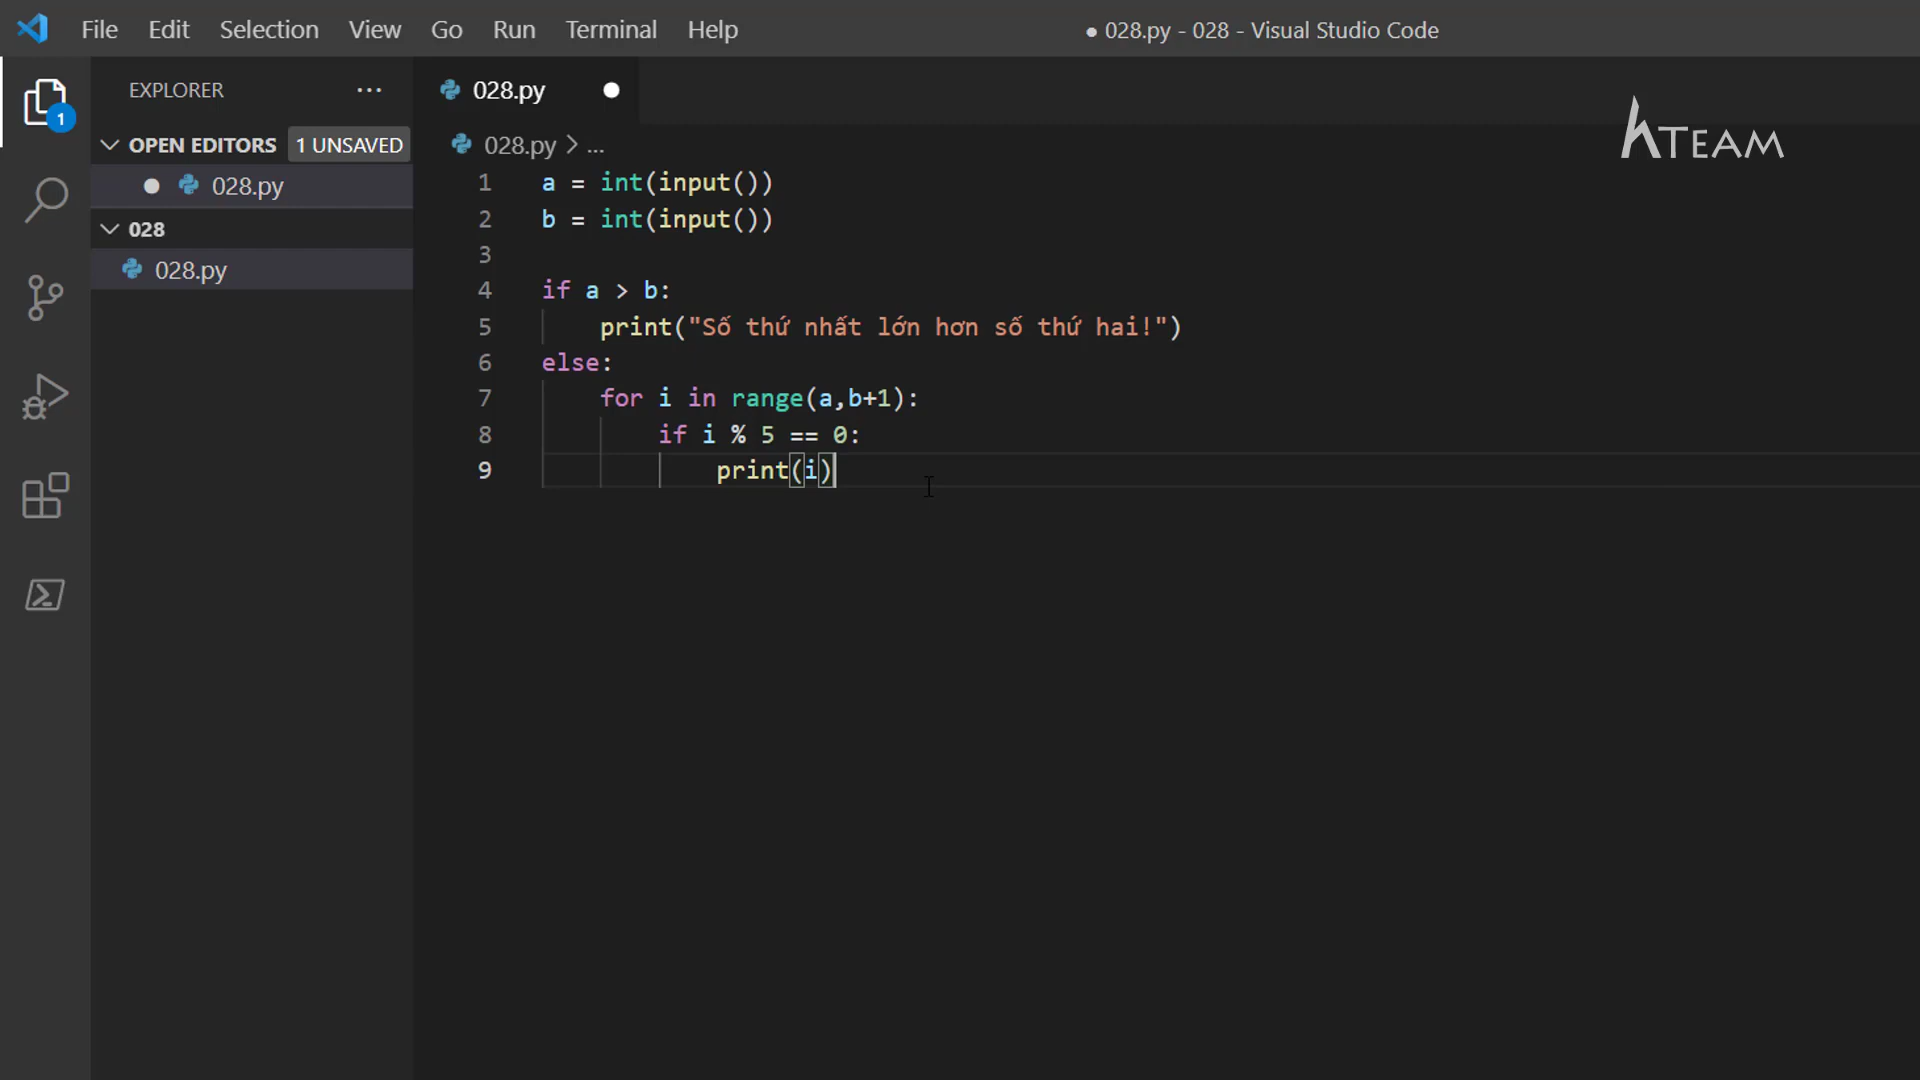 File Edit Selection View Go Run Terminal Help
● 028.py - 028 - Visual Studio Code
EXPLORER ...
1
OPEN EDITORS 1 UNSAVED
028.py
028
028.py
028.py
028.py > ...
kTEAM
1 a = int(input())
2 b = int(input())
3
4 if a > b:
5     print("Số thứ nhất lớn hơn số thứ hai!")
6 else:
7     for i in range(a,b+1):
8         if i % 5 == 0:
9             print(i)